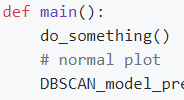 def main():
    do_something()
    # normal plot
    DBSCAN_model_pre